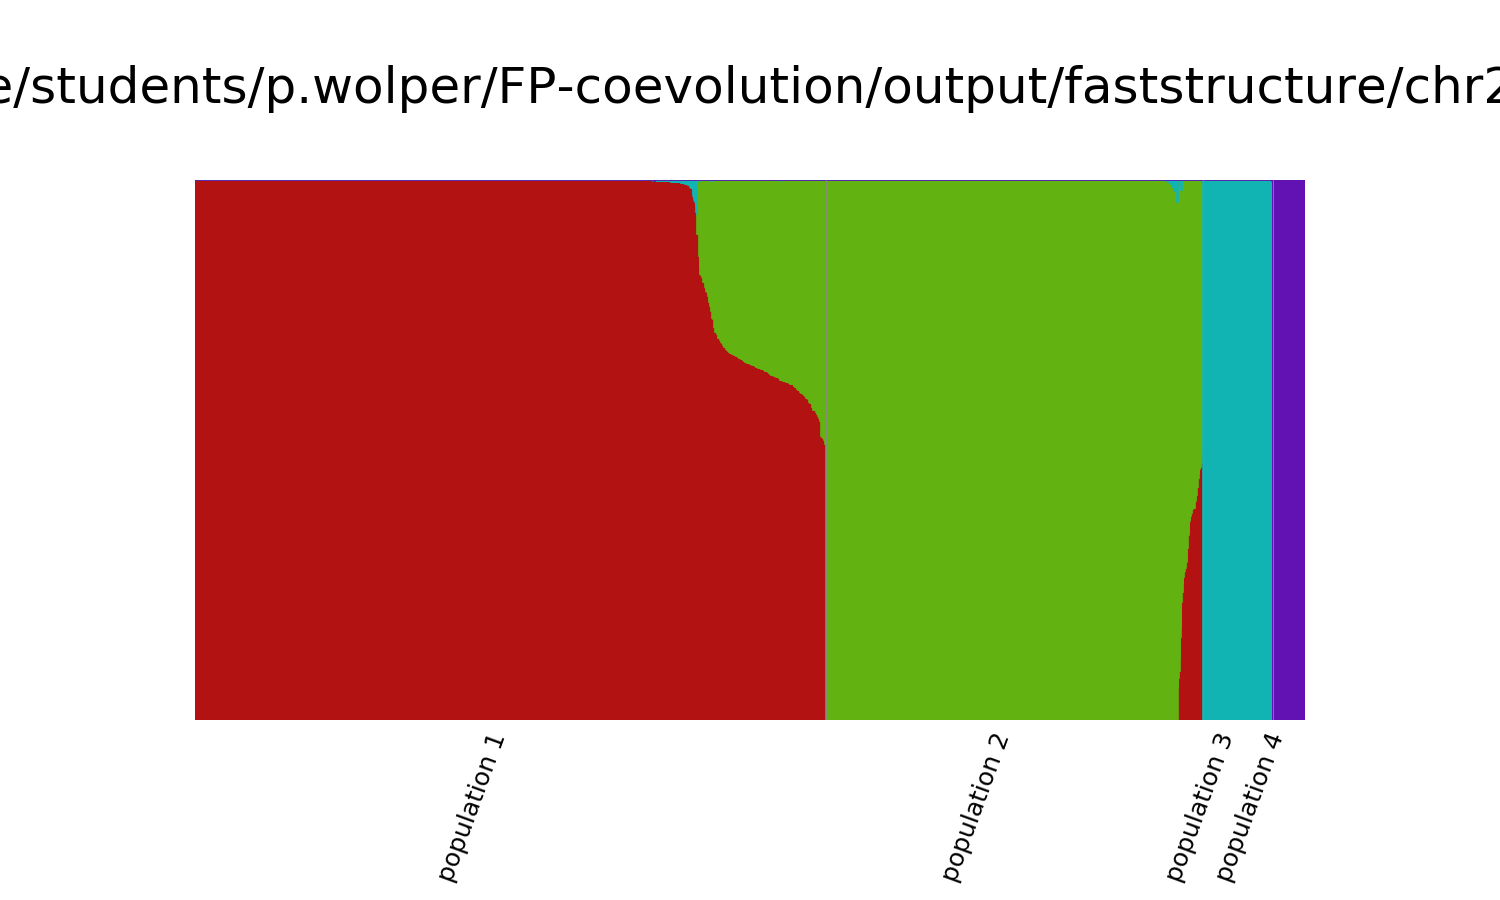 e/students/p.wolper/FP-coevolution/output/faststructure/chr2
population 1
population 2
population 3
population 4